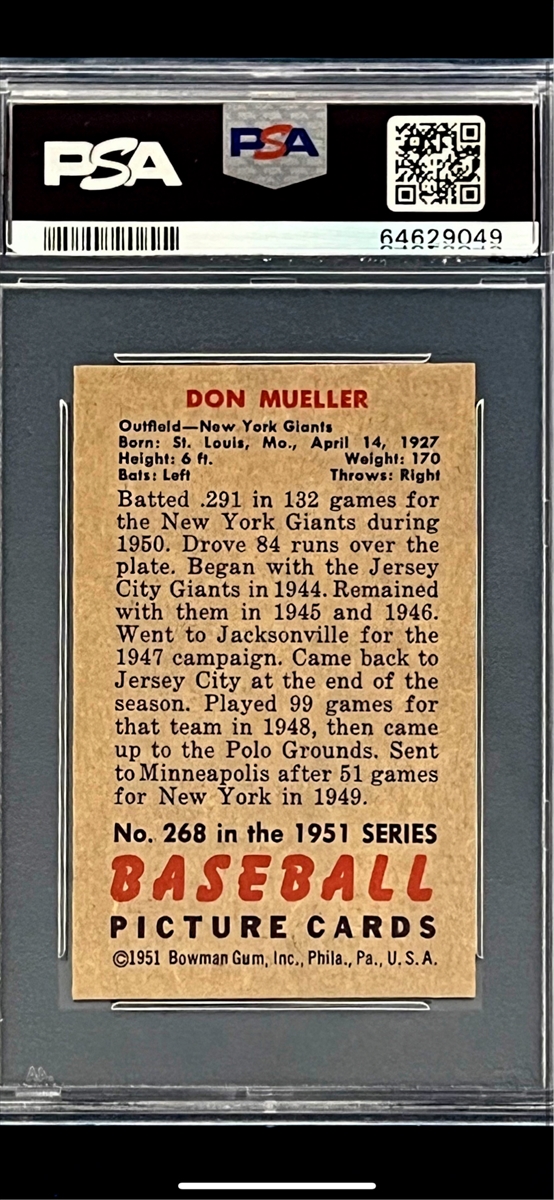 PSA
PSA
64629049
DON MUELLER
Outfield—New York Giants
Born: St. Louis, Mo., April 14, 1927
Height: 6 ft. Weight: 170
Bats: Left Throws: Right
Batted .291 in 132 games for
the New York Giants during
1950. Drove 84 runs over the
plate. Began with the Jersey
City Giants in 1944. Remained
with them in 1945 and 1946.
Went to Jacksonville for the
1947 campaign. Came back to
Jersey City at the end of the
season. Played 99 games for
that team in 1948, then came
up to the Polo Grounds. Sent
to Minneapolis after 51 games
for New York in 1949.
No. 268 in the 1951 SERIES
BASEBALL
PICTURE CARDS
©1951 Bowman Gum, Inc., Phila., Pa., U.S.A.